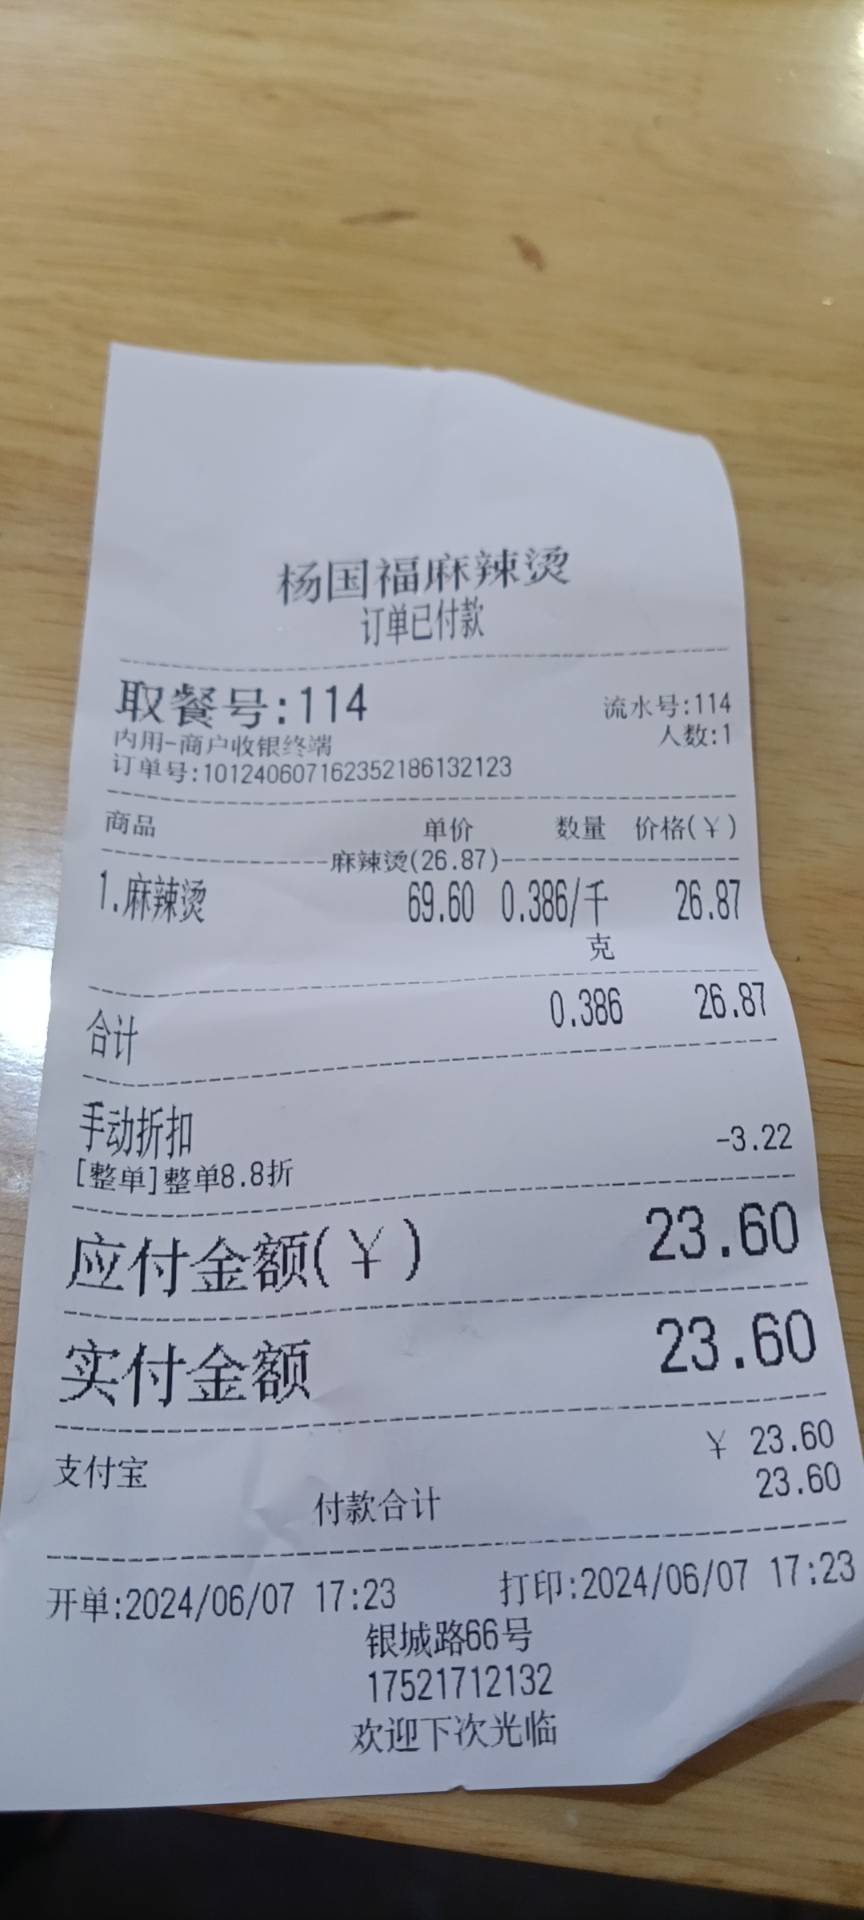 杨国福麻辣烫
订单已付款
取餐号:114 流水号:114
内用-商户收银终端 人数:1
订单号:101240607162352186132123
商品 单价 数量 价格(¥)
麻辣烫(26.87)
1.麻辣烫 69.60 0.386/千克 26.87
合计 0.386 26.87
手动折扣 -3.22
[整单]整单8.8折
应付金额(¥) 23.60
实付金额 23.60
支付宝 ¥ 23.60
付款合计 23.60
开单:2024/06/07 17:23 打印:2024/06/07 17:23
银城路66号
17521712132
欢迎下次光临